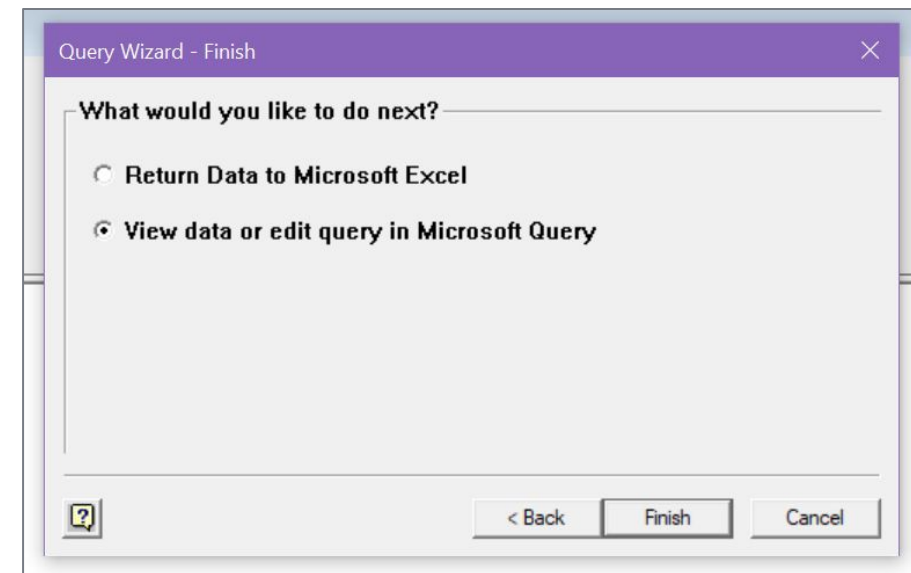 Query Wizard - Finish
What would you like to do next?
Return Data to Microsoft Excel
View data or edit query in Microsoft Query
< Back Finish Cancel